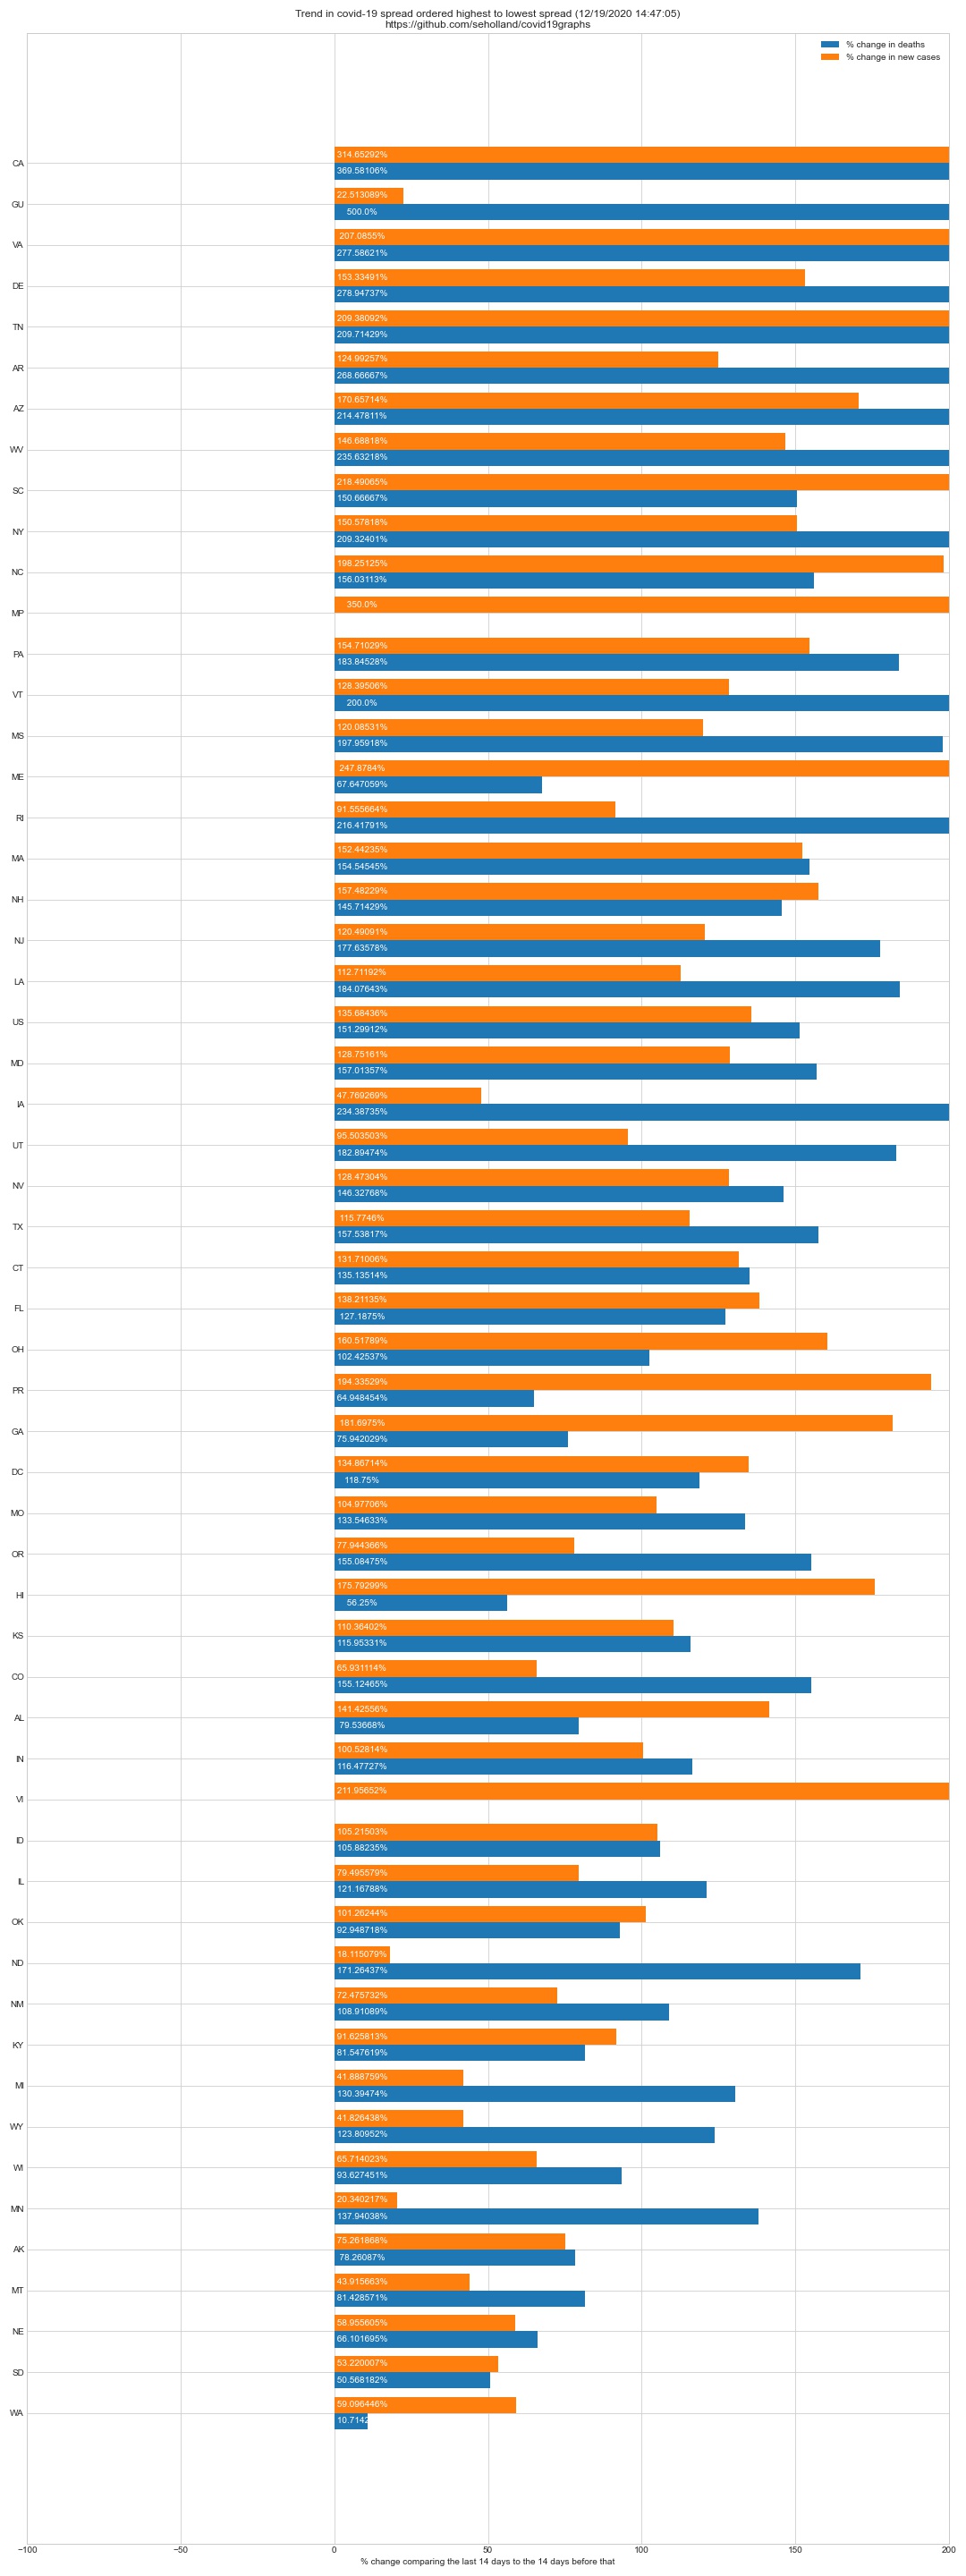 Trend in covid-19 spread ordered highest to lowest spread (12/19/2020 14:47:05)
https://github.com/seholland/covid19graphs
% change in deaths
% change in new cases
314.65292%
CA
369.58106%
22.513089%
GU
500.0%
207.0855%
VA
277.58621%
153.33491%
DE
278.94737%
209.38092%
TN
209.71429%
124.99257%
AR
268.66667%
170.65714%
AZ
214.47811%
146.68818%
WV
235.63218%
218.49065%
SC
150.66667%
150.57818%
NY
209.32401%
198.25125%
NC
156.03113%
350.0%
MP
154.71029%
PA
183.84528%
128.39506%
VT
200.0%
120.08531%
MS
197.95918%
247.8784%
ME
67.647059%
91.555664%
RI
216.41791%
152.44235%
MA
154.54545%
157.48229%
NH
145.71429%
120.49091%
NJ
177.63578%
112.71192%
LA
184.07643%
135.68436%
US
151.29912%
128.75161%
MD
157.01357%
47.769269%
IA
234.38735%
95.503503%
UT
182.89474%
128.47304%
NV
146.32768%
115.7746%
TX
157.53817%
131.71006%
CT
135.13514%
138.21135%
FL
127.1875%
160.51789%
OH
102.42537%
194.33529%
PR
64.948454%
181.6975%
GA
75.942029%
134.86714%
DC
118.75%
104.97706%
MO
133.54633%
77.944366%
OR
155.08475%
175.79299%
HI
56.25%
110.36402%
KS
115.95331%
65.931114%
CO
155.12465%
141.42556%
AL
79.53668%
100.52814%
IN
116.47727%
211.95652%
VI
105.21503%
ID
105.88235%
79.495579%
IL
121.16788%
101.26244%
OK
92.948718%
18.115079%
ND
171.26437%
72.475732%
NM
108.91089%
91.625813%
KY
81.547619%
41.888759%
MI
130.39474%
41.826438%
WY
123.80952%
65.714023%
WI
93.627451%
20.340217%
MN
137.94038%
75.261868%
AK
78.26087%
43.915663%
MT
81.428571%
58.955605%
NE
66.101695%
53.220007%
SD
50.568182%
59.096446%
WA
10.7142
−100 −50 0 50 100 150 200
% change comparing the last 14 days to the 14 days before that